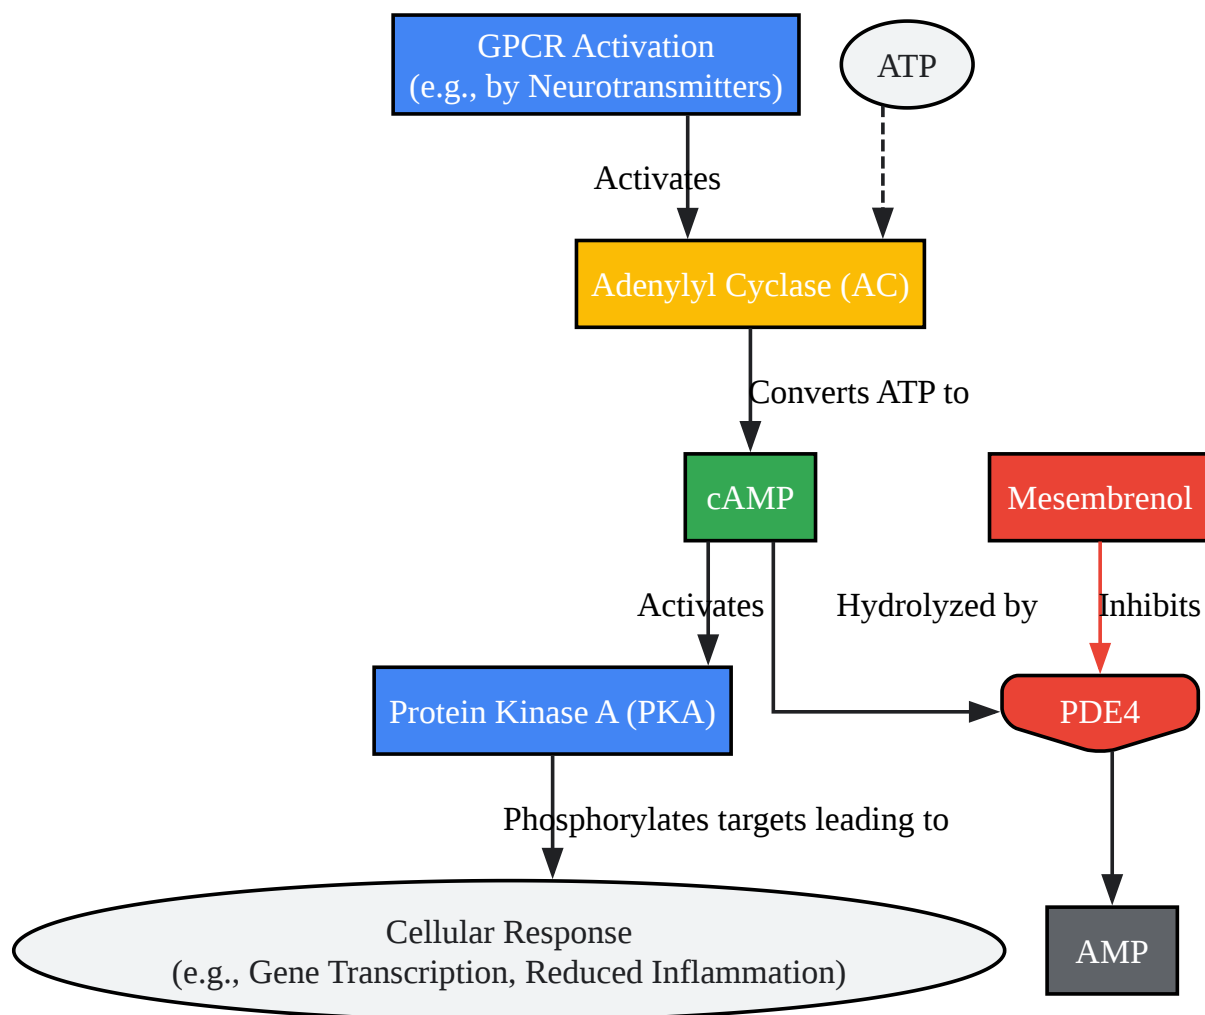 GPCR Activation
(e.g., by Neurotransmitters)
ATP
Activates
Adenylyl Cyclase (AC)
Converts ATP to
cAMP
Mesembrenol
Activates
Hydrolyzed by
Inhibits
Protein Kinase A (PKA)
PDE4
Phosphorylates targets leading to
Cellular Response
(e.g., Gene Transcription, Reduced Inflammation)
AMP